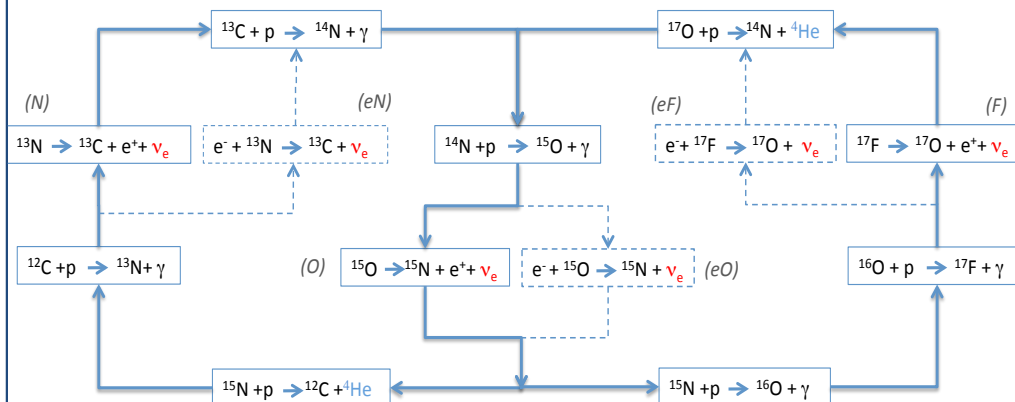 ¹³C + p → ¹⁴N + γ
¹⁷O +p → ¹⁴N + ⁴He
(N)
(eN)
(eF)
(F)
¹³N → ¹³C + e⁺+ νₑ
e⁻ + ¹³N → ¹³C + νₑ
¹⁴N+p → ¹⁵O + γ
e⁻+ ¹⁷F → ¹⁷O + νₑ
¹⁷F → ¹⁷O + e⁺+ νₑ
¹²C +p → ¹³N+ γ
(O)
¹⁵O → ¹⁵N + e⁺+ νₑ
e⁻+ ¹⁵O → ¹⁵N + νₑ
(eO)
¹⁶O + p → ¹⁷F + γ
¹⁵N +p → ¹²C +⁴He
¹⁵N +p → ¹⁶O + γ